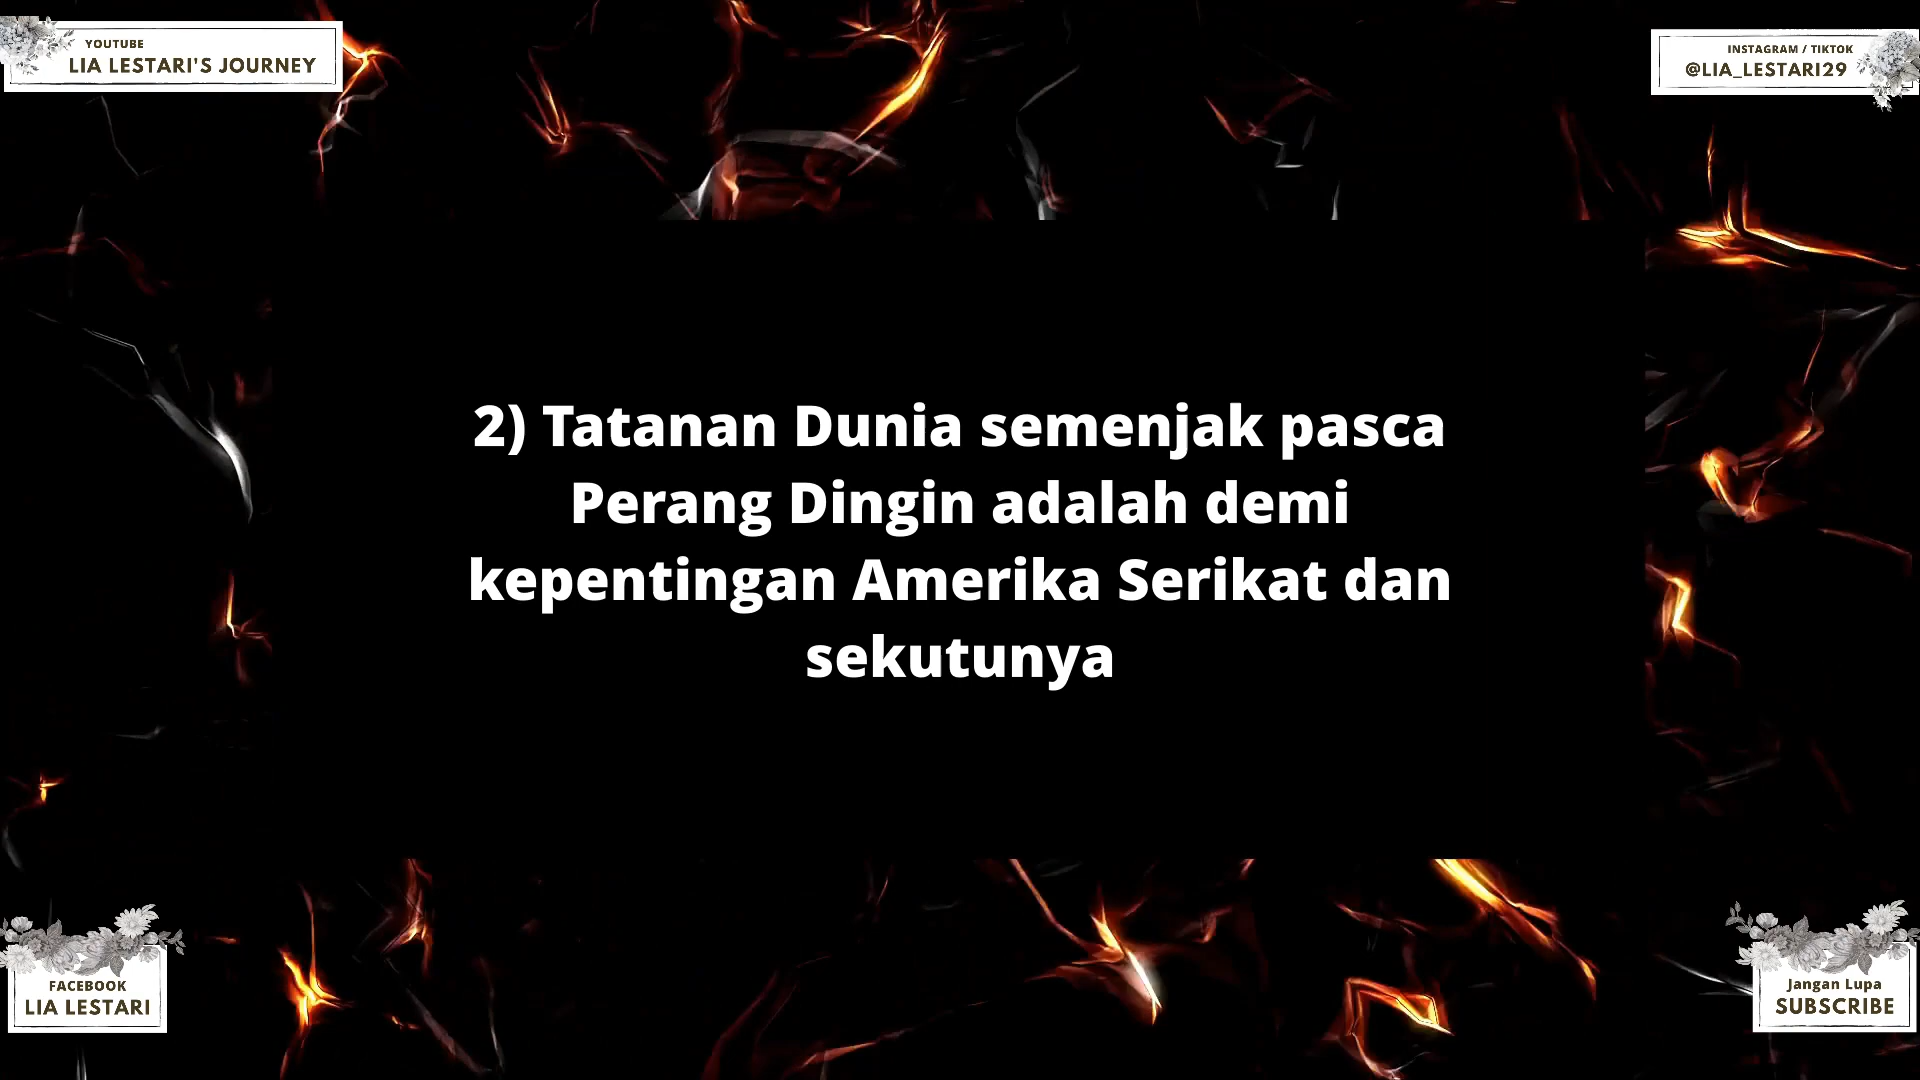 YOUTUBE
LIA LESTARI'S JOURNEY
INSTAGRAM / TIKTOK
@LIA_LESTARI29
2) Tatanan Dunia semenjak pasca
Perang Dingin adalah demi
kepentingan Amerika Serikat dan
sekutunya
FACEBOOK
LIA LESTARI
Jangan Lupa
SUBSCRIBE